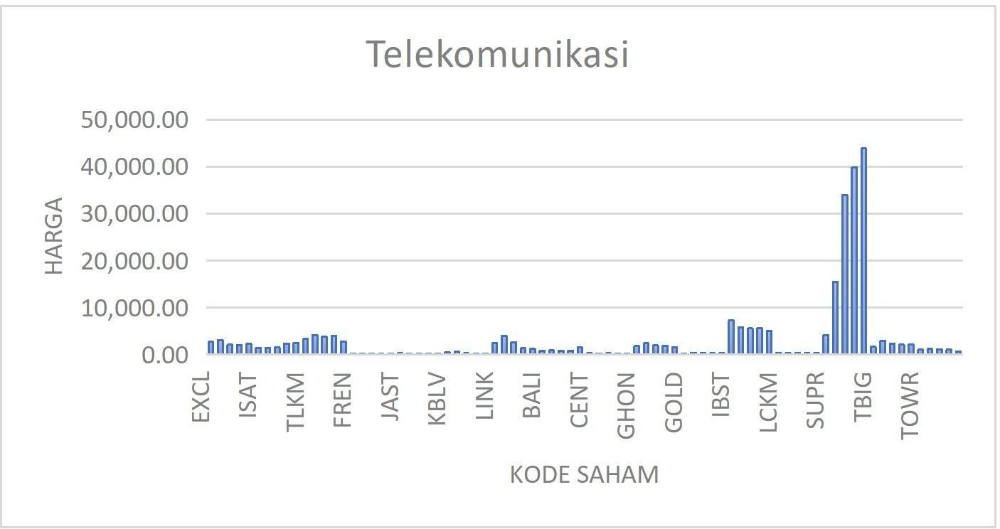 Telekomunikasi
50,000.00
40,000.00
30,000.00
20,000.00
10,000.00
0.00
HARGA
EXCL
ISAT
TLKM
FREN
JAST
KBLV
LINK
BALI
CENT
GHON
GOLD
IBST
LCKM
SUPR
TBIG
TOWR
KODE SAHAM